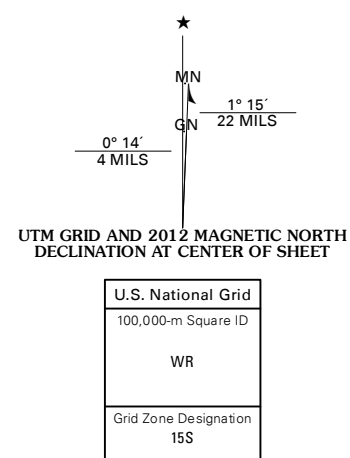 ★
MN
1° 15´
22 MILS
GN
0° 14´
4 MILS
UTM GRID AND 2012 MAGNETIC NORTH
DECLINATION AT CENTER OF SHEET
U.S. National Grid
100,000-m Square ID
WR
Grid Zone Designation
15S